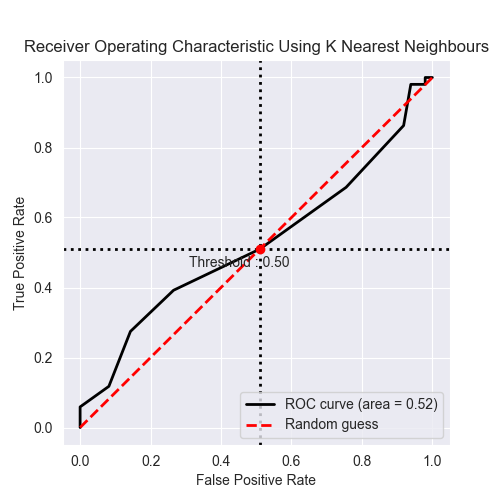 Receiver Operating Characteristic Using K Nearest Neighbours
True Positive Rate
1.0
0.8
0.6
0.4
0.2
0.0
Threshold : 0.50
ROC curve (area = 0.52)
Random guess
0.0 0.2 0.4 0.6 0.8 1.0
False Positive Rate